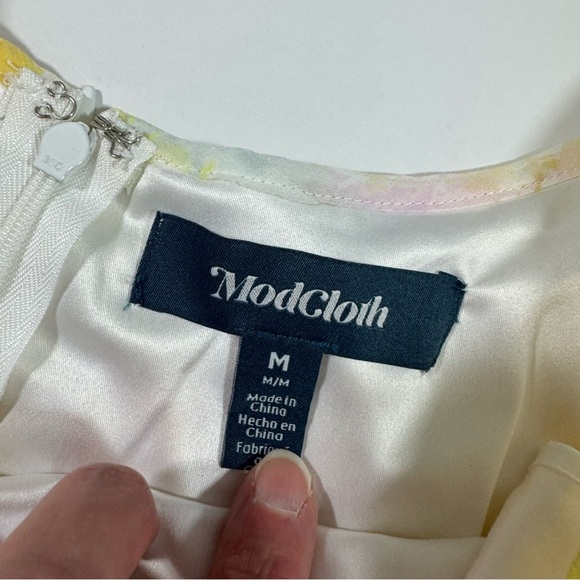 ModCloth
M
M/M
Made in
China
Hecho en
China